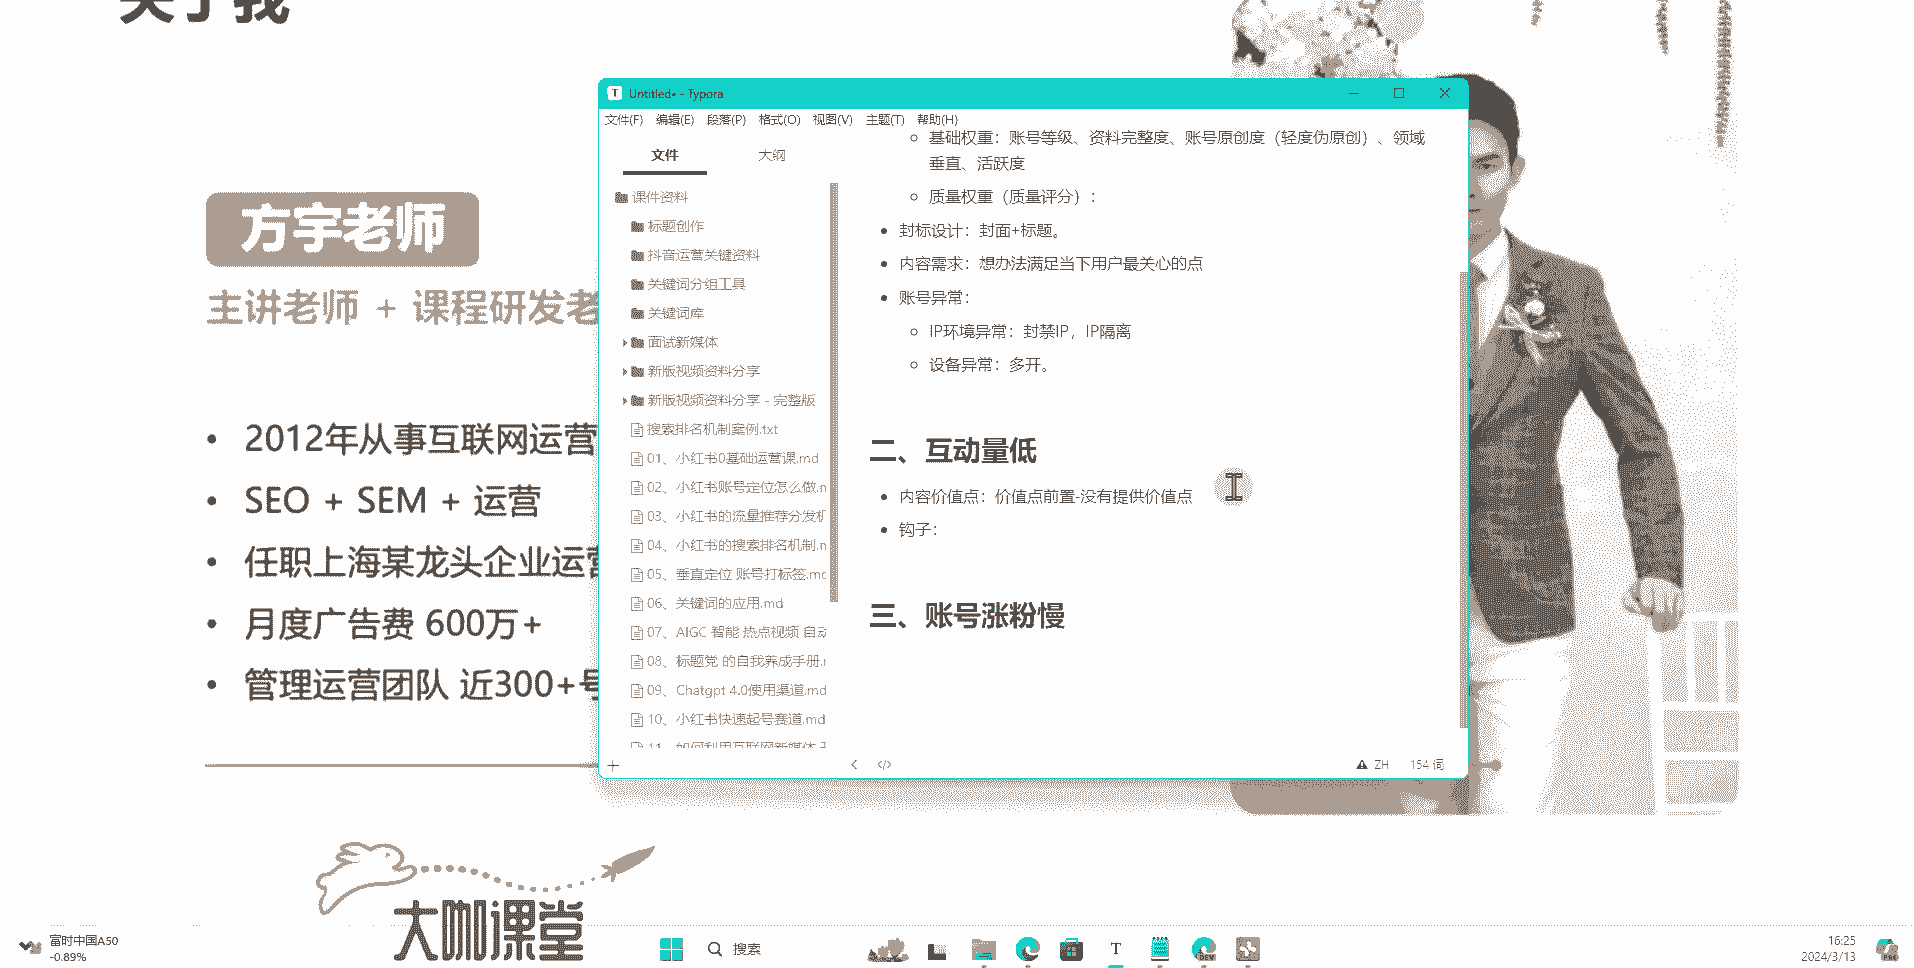 关于我
方宇老师
主讲老师 + 课程研发老
2012年从事互联网运营
SEO + SEM + 运营
任职上海某龙头企业运营
月度广告费 600万+
管理运营团队 近300+号
大咖课堂
Untitled• - Typora
文件(F) 编辑(E) 段落(P) 格式(O) 视图(V) 主题(T) 帮助(H)
文件 大纲
课件资料
标题创作
抖音运营关键资料
关键词分组工具
关键词库
面试新媒体
新版视频资料分享
新版视频资料分享 - 完整版
搜索排名机制案例.txt
01、小红书0基础运营课.md
02、小红书账号定位怎么做.m
03、小红书的流量推荐分发机
04、小红书的搜索排名机制.m
05、垂直定位 账号打标签.md
06、关键词的应用.md
07、AIGC 智能 热点视频 自动
08、标题党 的自我养成手册.m
09、Chatgpt 4.0使用渠道.md
10、小红书快速起号赛道.md
11、如何利用互联网新媒体
基础权重：账号等级、资料完整度、账号原创度（轻度伪原创）、领域
垂直、活跃度
质量权重（质量评分）：
封标设计：封面+标题。
内容需求：想办法满足当下用户最关心的点
账号异常：
IP环境异常：封禁IP，IP隔离
设备异常：多开。
二、互动量低
内容价值点：价值点前置-没有提供价值点
钩子：
三、账号涨粉慢
ZH 154 词
富时中国A50
-0.89%
搜索
16:25
2024/3/13